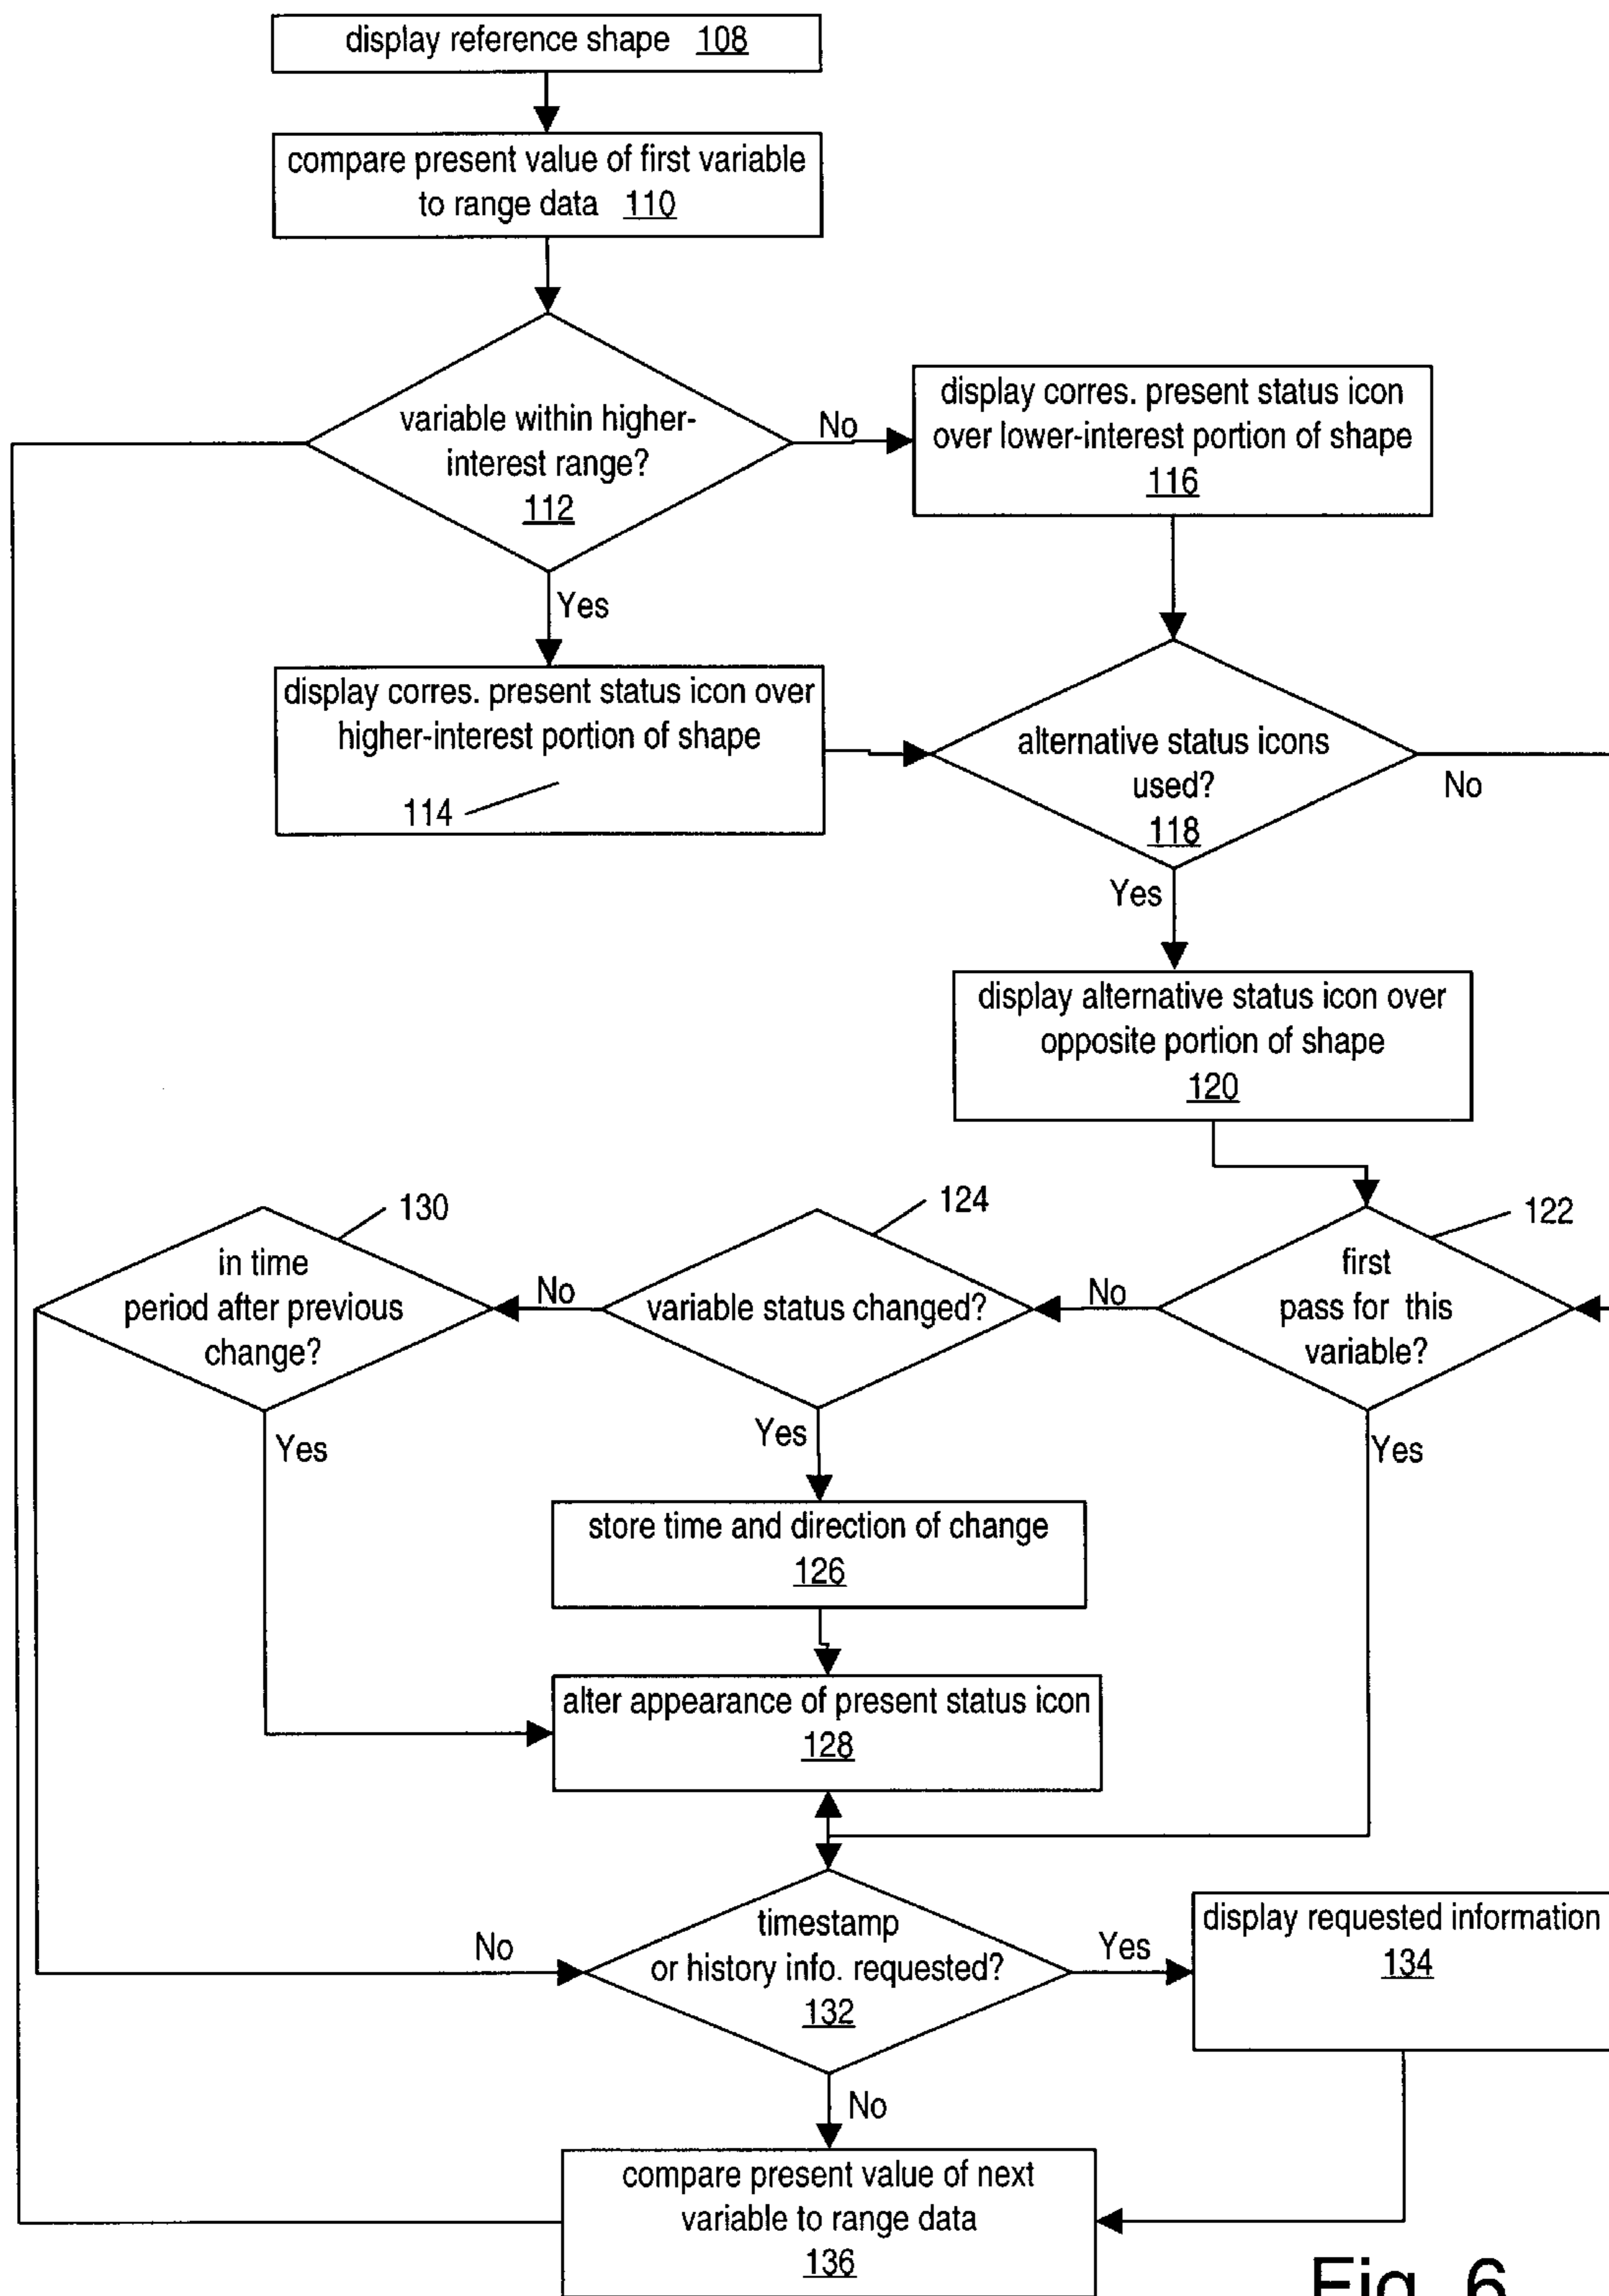 display reference shape 108
compare present value of first variable
to range data 110
variable within higher-
interest range?
112
No
display corres. present status icon
over lower-interest portion of shape
116
Yes
display corres. present status icon over
higher-interest portion of shape
114
alternative status icons
used?
118
No
Yes
display alternative status icon over
opposite portion of shape
120
130
in time
period after previous
change?
No
124
variable status changed?
No
122
first
pass for this
variable?
Yes
Yes
Yes
store time and direction of change
126
alter appearance of present status icon
128
No
timestamp
or history info. requested?
132
Yes
display requested information
134
No
compare present value of next
variable to range data
136
Fig. 6